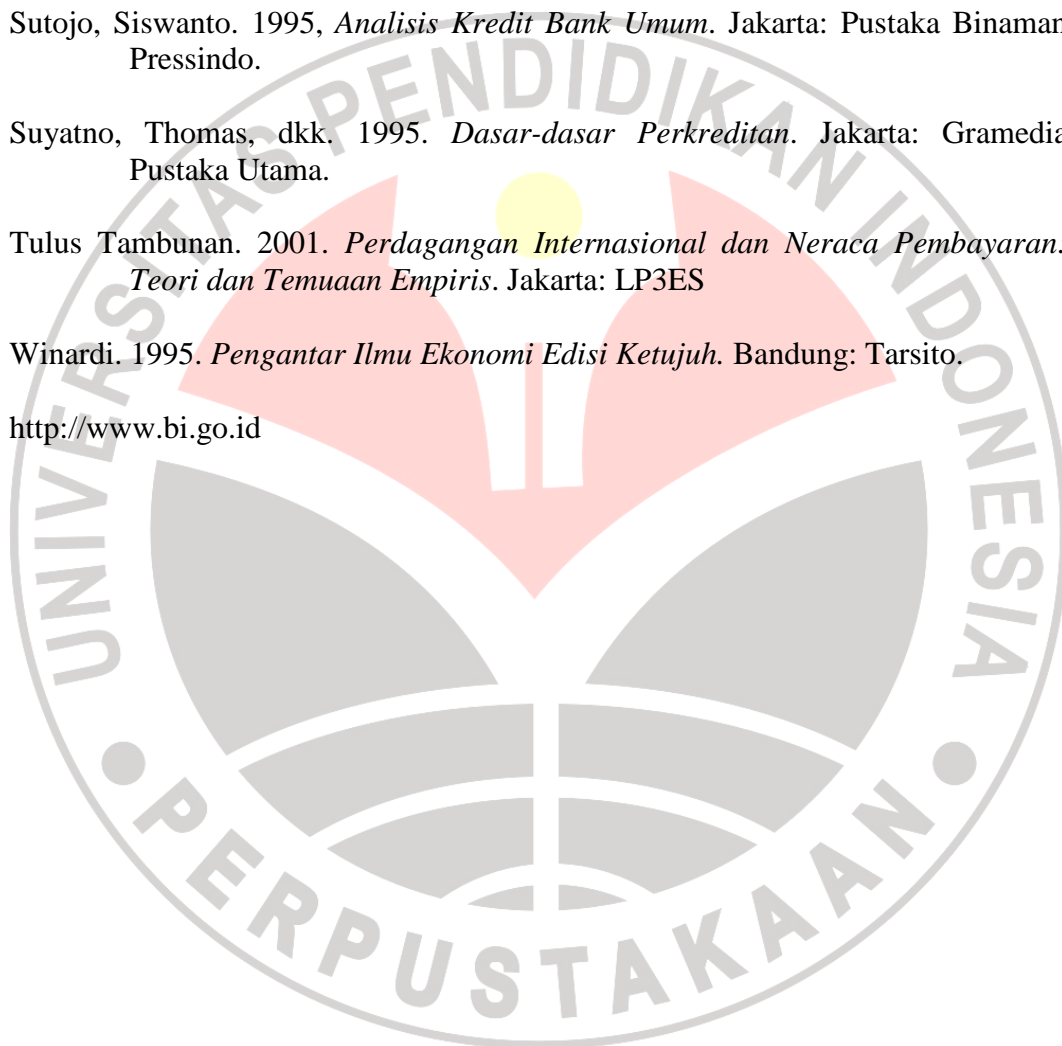 Sutojo, Siswanto. 1995, Analisis Kredit Bank Umum. Jakarta: Pustaka Binaman
Pressindo.
Suyatno, Thomas, dkk. 1995. Dasar-dasar Perkreditan. Jakarta: Gramedia
Pustaka Utama.
Tulus Tambunan. 2001. Perdagangan Internasional dan Neraca Pembayaran.
Teori dan Temuaan Empiris. Jakarta: LP3ES
Winardi. 1995. Pengantar Ilmu Ekonomi Edisi Ketujuh. Bandung: Tarsito.
http://www.bi.go.id
UNIVERSITAS PENDIDIKAN INDONESIA
PERPUSTAKAAN